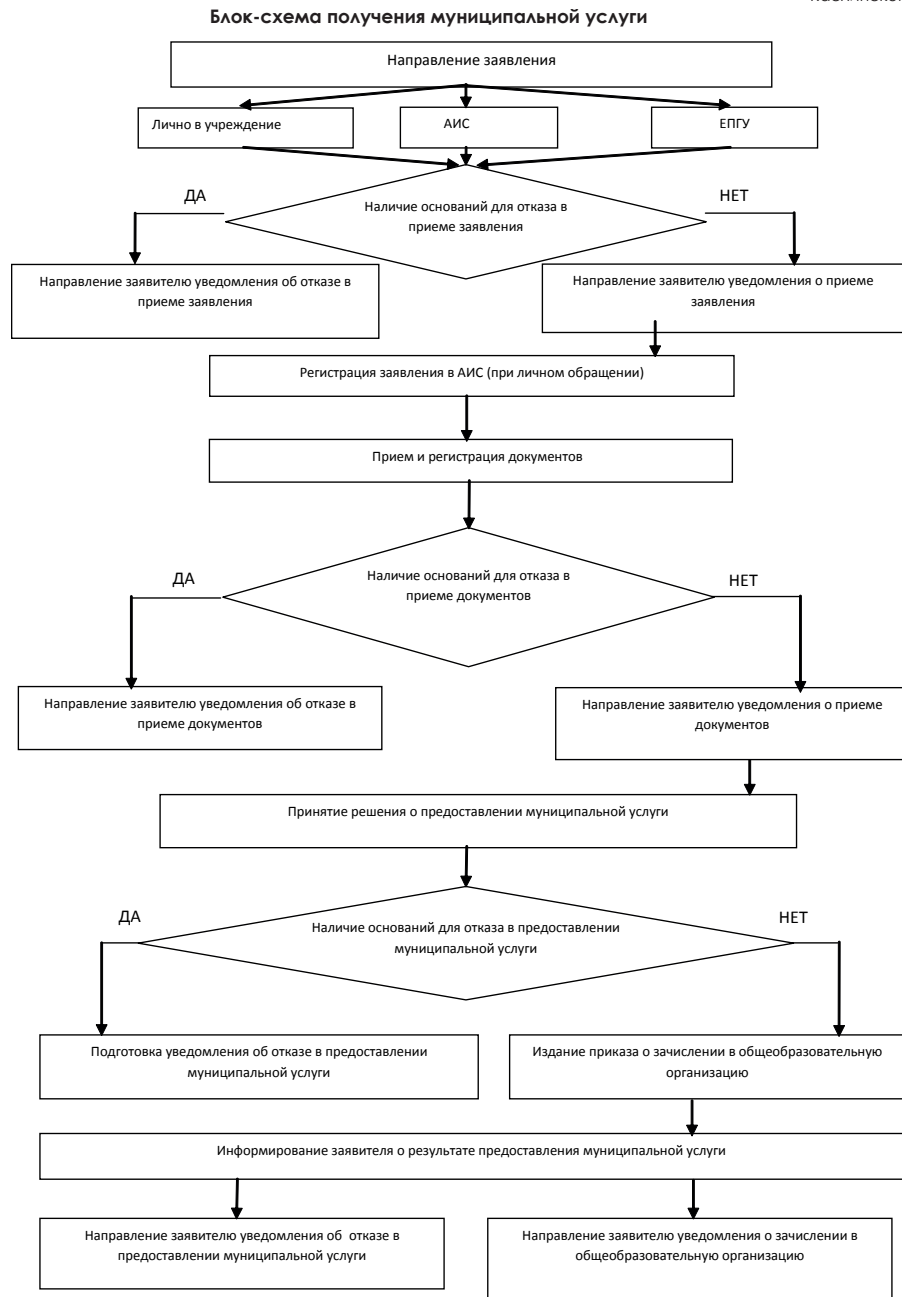 Блок-схема получения муниципальной услуги
Направление заявления
Лично в учреждение
АИС
ЕПГУ
ДА
НЕТ
Наличие оснований для отказа в
приеме заявления
Направление заявителю уведомления об отказе в
приеме заявления
Направление заявителю уведомления о приеме
заявления
Регистрация заявления в АИС (при личном обращении)
Прием и регистрация документов
ДА
НЕТ
Наличие оснований для отказа в
приеме документов
Направление заявителю уведомления об отказе в
приеме документов
Направление заявителю уведомления о приеме
документов
Принятие решения о предоставлении муниципальной услуги
ДА
НЕТ
Наличие оснований для отказа в предоставлении
муниципальной услуги
Подготовка уведомления об отказе в предоставлении
муниципальной услуги
Издание приказа о зачислении в общеобразовательную
организацию
Информирование заявителя о результате предоставления муниципальной услуги
Направление заявителю уведомления об отказе в
предоставлении муниципальной услуги
Направление заявителю уведомления о зачислении в
общеобразовательную организацию